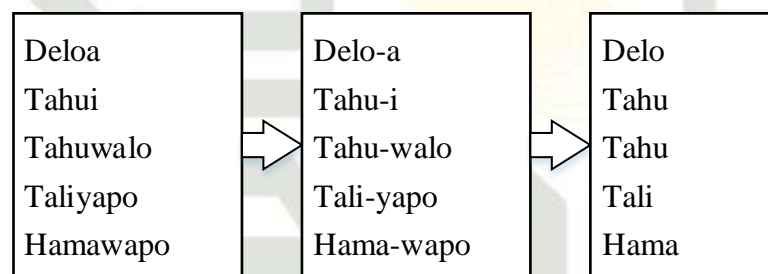 Deloa
Tahui
Tahuwalo
Taliyapo
Hamawapo
Delo-a
Tahu-i
Tahu-walo
Tali-yapo
Hama-wapo
Delo
Tahu
Tahu
Tali
Hama